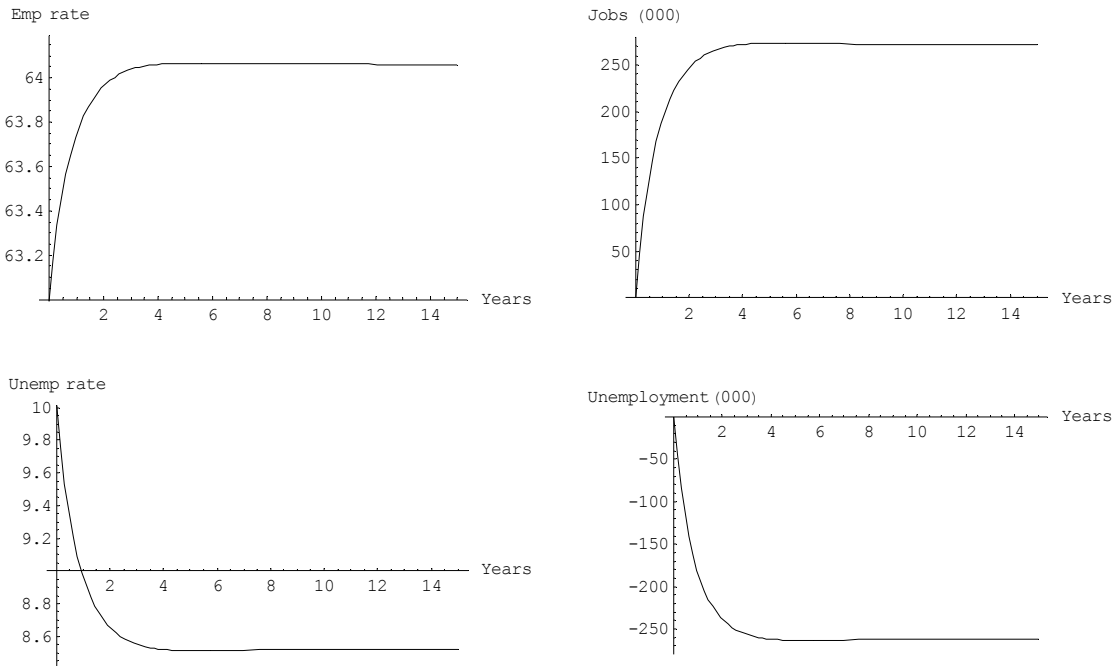 Emp rate
64
63.8
63.6
63.4
63.2
2 4 6 8 10 12 14
Years
Jobs (000)
250
200
150
100
50
2 4 6 8 10 12 14
Years
Unemp rate
10
9.8
9.6
9.4
9.2
8.8
8.6
2 4 6 8 10 12 14
Years
Unemployment (000)
2 4 6 8 10 12 14
Years
-50
-100
-150
-200
-250